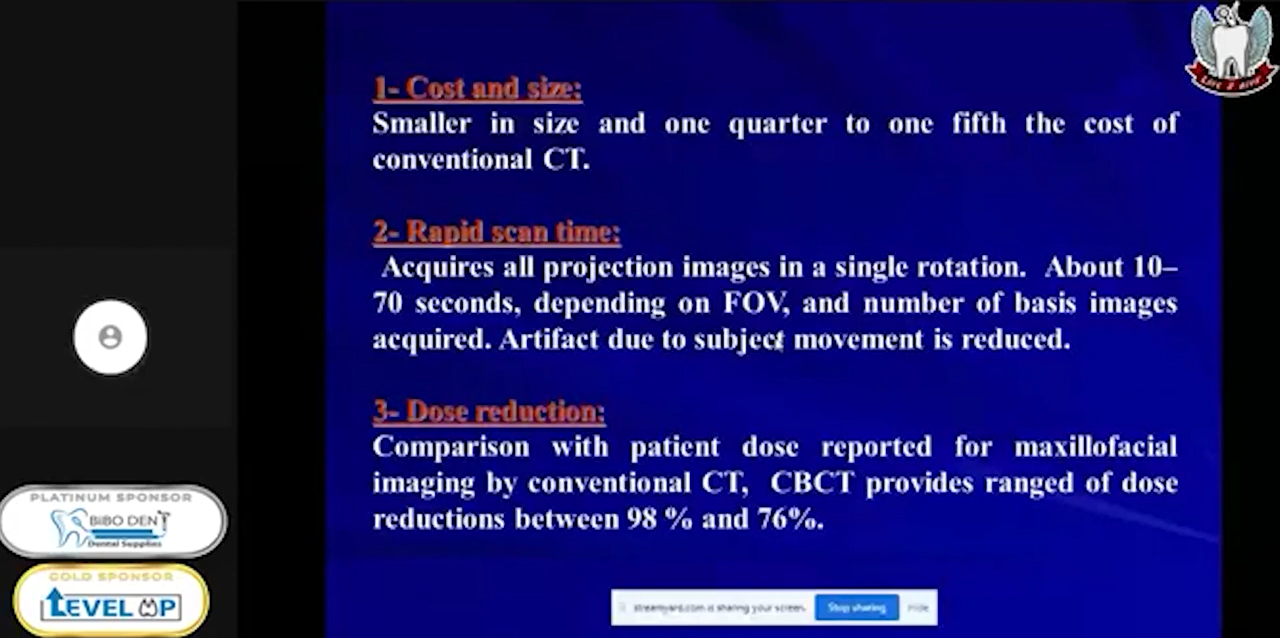 1- Cost and size:
Smaller in size and one quarter to one fifth the cost of
conventional CT.
2- Rapid scan time:
Acquires all projection images in a single rotation. About 10–
70 seconds, depending on FOV, and number of basis images
acquired. Artifact due to subject movement is reduced.
3- Dose reduction:
Comparison with patient dose reported for maxillofacial
imaging by conventional CT, CBCT provides ranged of dose
reductions between 98 % and 76%.
PLATINUM SPONSOR
BIBO DENT
Dental Supplies
GOLD SPONSOR
LEVEL UP
streamyard.com is sharing your screen. Stop sharing Hide